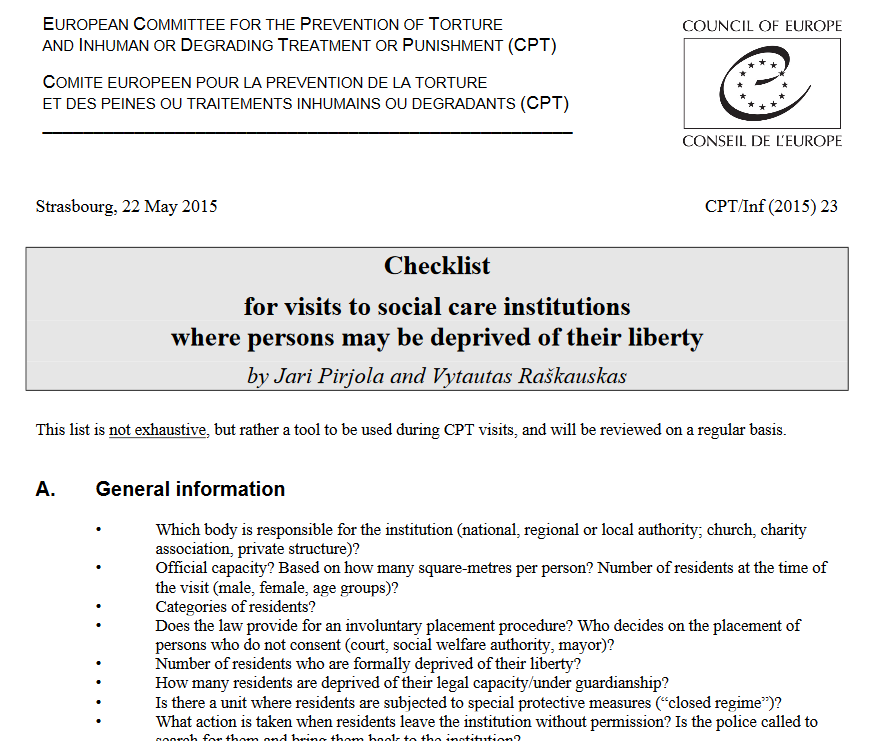 EUROPEAN COMMITTEE FOR THE PREVENTION OF TORTURE
AND INHUMAN OR DEGRADING TREATMENT OR PUNISHMENT (CPT)
COMITE EUROPEEN POUR LA PREVENTION DE LA TORTURE
ET DES PEINES OU TRAITEMENTS INHUMAINS OU DEGRADANTS (CPT)
COUNCIL OF EUROPE
CONSEIL DE L'EUROPE
Strasbourg, 22 May 2015
CPT/Inf (2015) 23
Checklist
for visits to social care institutions
where persons may be deprived of their liberty
by Jari Pirjola and Vytautas Raškauskas
This list is not exhaustive, but rather a tool to be used during CPT visits, and will be reviewed on a regular basis.
A. General information
• Which body is responsible for the institution (national, regional or local authority; church, charity
association, private structure)?
• Official capacity? Based on how many square-metres per person? Number of residents at the time of
the visit (male, female, age groups)?
• Categories of residents?
• Does the law provide for an involuntary placement procedure? Who decides on the placement of
persons who do not consent (court, social welfare authority, mayor)?
• Number of residents who are formally deprived of their liberty?
• How many residents are deprived of their legal capacity/under guardianship?
• Is there a unit where residents are subjected to special protective measures (“closed regime”)?
• What action is taken when residents leave the institution without permission? Is the police called to
search for them and bring them back to the institution?